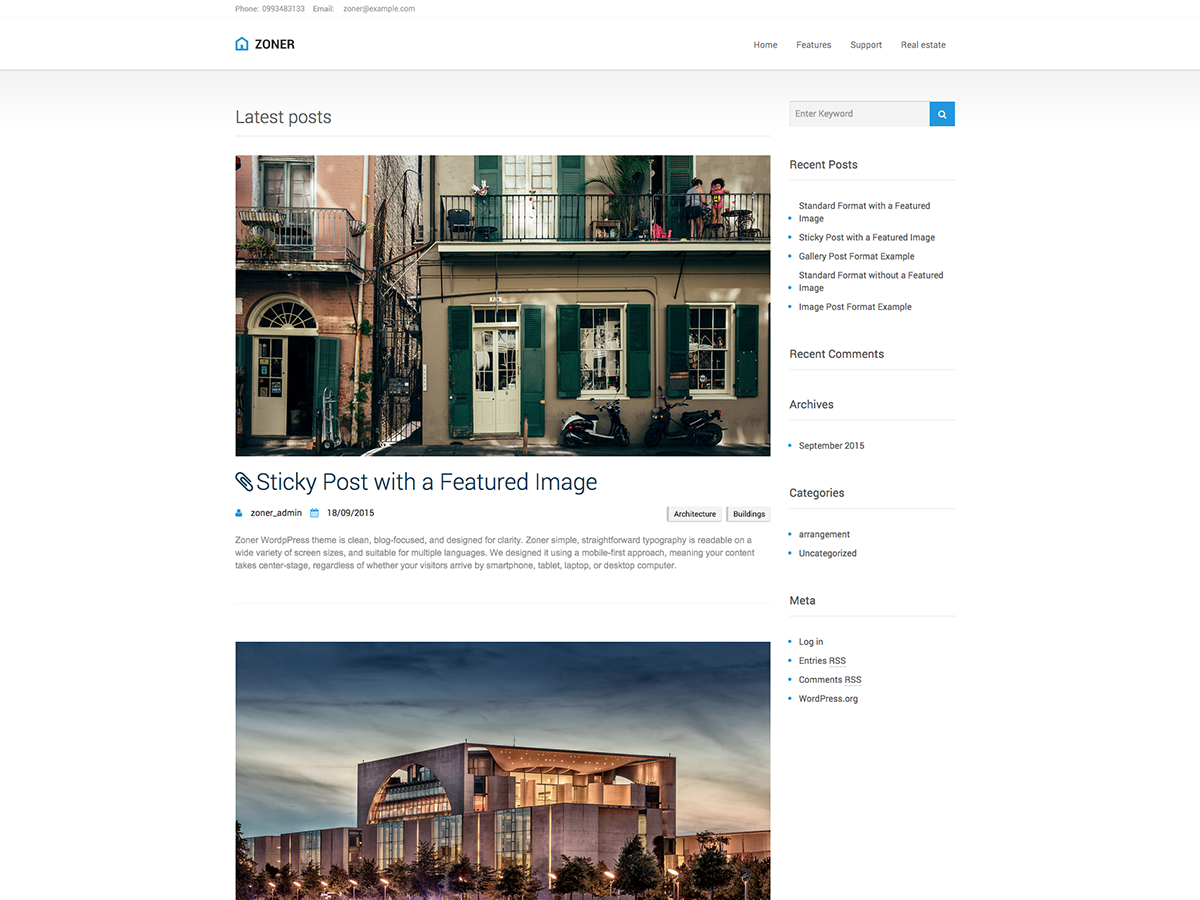 Phone: 0993483133 Email: zoner@example.com
ZONER
Home Features Support Real estate
Latest posts
Sticky Post with a Featured Image
zoner_admin 18/09/2015
Architecture Buildings
Zoner WordpPress theme is clean, blog-focused, and designed for clarity. Zoner simple, straightforward typography is readable on a
wide variety of screen sizes, and suitable for multiple languages. We designed it using a mobile-first approach, meaning your content
takes center-stage, regardless of whether your visitors arrive by smartphone, tablet, laptop, or desktop computer.
Enter Keyword
Recent Posts
Standard Format with a Featured
Image
Sticky Post with a Featured Image
Gallery Post Format Example
Standard Format without a Featured
Image
Image Post Format Example
Recent Comments
Archives
September 2015
Categories
arrangement
Uncategorized
Meta
Log in
Entries RSS
Comments RSS
WordPress.org